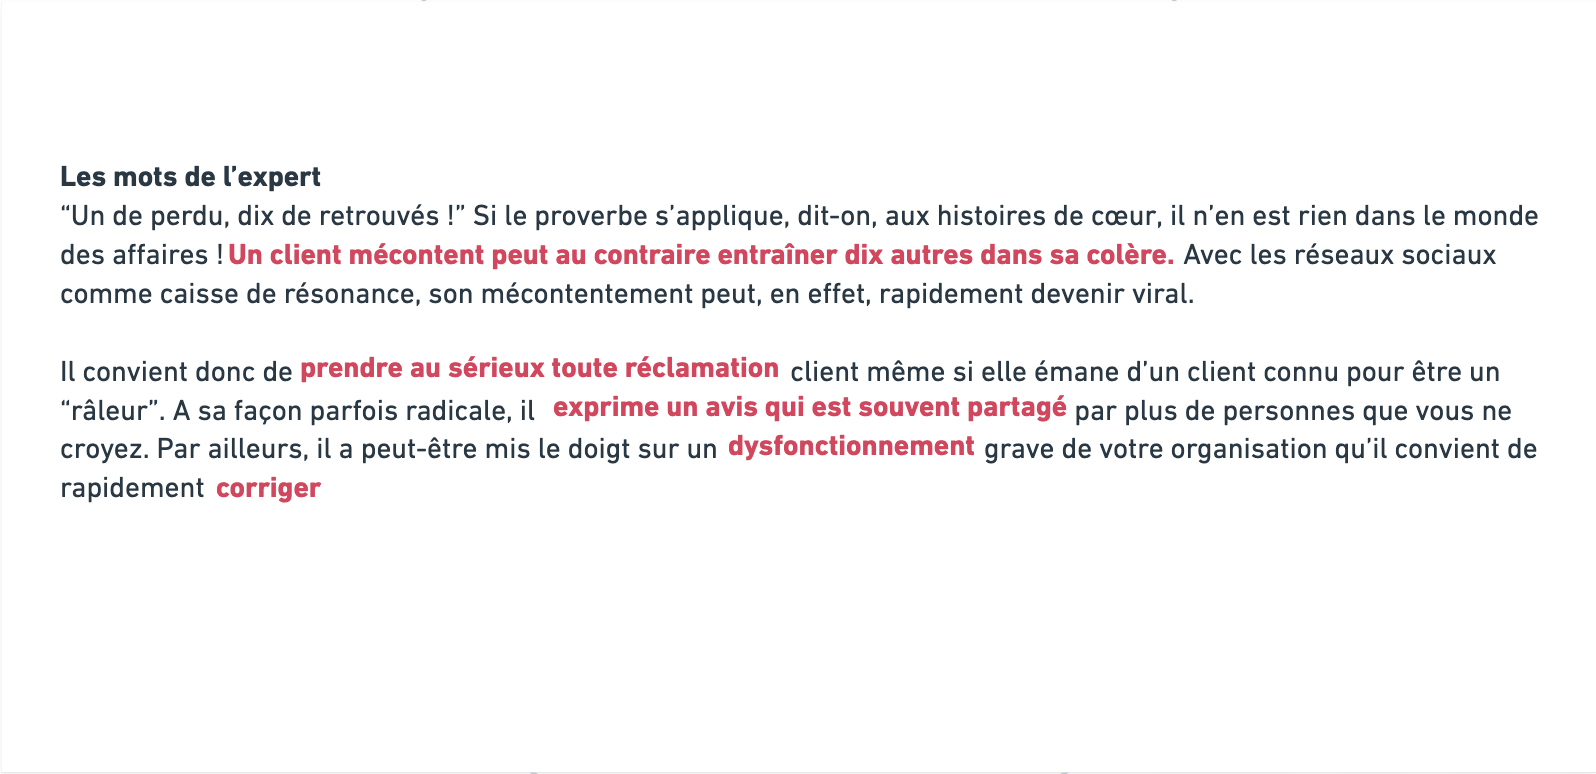 Les mots de l’expert
“Un de perdu, dix de retrouvés !” Si le proverbe s’applique, dit-on, aux histoires de cœur, il n’en est rien dans le monde
des affaires ! Un client mécontent peut au contraire entraîner dix autres dans sa colère. Avec les réseaux sociaux
comme caisse de résonance, son mécontentement peut, en effet, rapidement devenir viral.
Il convient donc de prendre au sérieux toute réclamation client même si elle émane d’un client connu pour être un
“râleur”. A sa façon parfois radicale, il exprime un avis qui est souvent partagé par plus de personnes que vous ne
croyez. Par ailleurs, il a peut-être mis le doigt sur un dysfonctionnement grave de votre organisation qu’il convient de
rapidement corriger